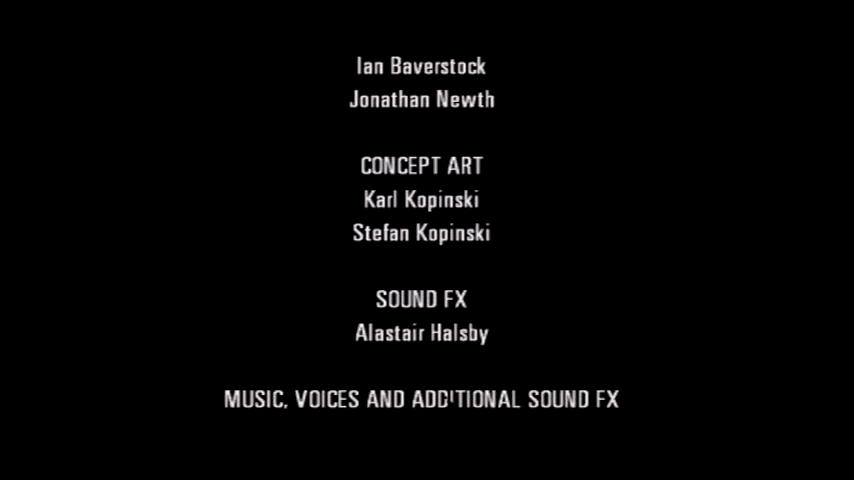 Ian Baverstock
Jonathan Newth
CONCEPT ART
Karl Kopinski
Stefan Kopinski
SOUND FX
Alastair Halsby
MUSIC, VOICES AND ADDITIONAL SOUND FX